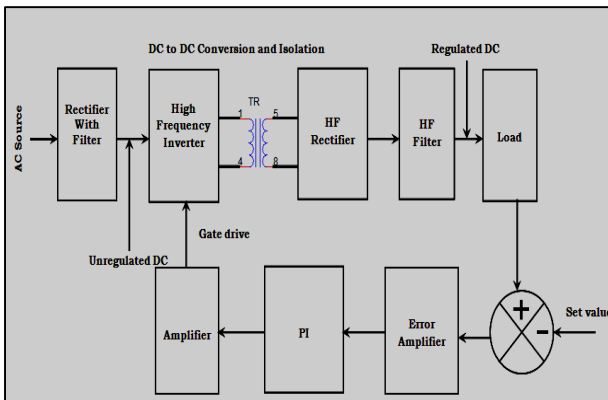 DC to DC Conversion and Isolation
Regulated DC
AC Source
Rectifier
With
Filter
High
Frequency
Inverter
TR
1
5
4
8
HF
Rectifier
HF
Filter
Load
Gate drive
Unregulated DC
Amplifier
PI
Error
Amplifier
+
-
Set value